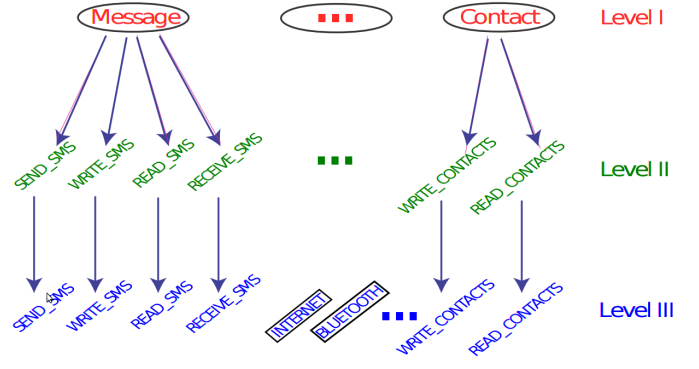 Message ... Contact Level I
SEND_SMS WRITE_SMS READ_SMS RECEIVE_SMS ... WRITE_CONTACTS READ_CONTACTS Level II
SEND_SMS WRITE_SMS READ_SMS RECEIVE_SMS INTERNET BLUETOOTH ... WRITE_CONTACTS READ_CONTACTS Level III